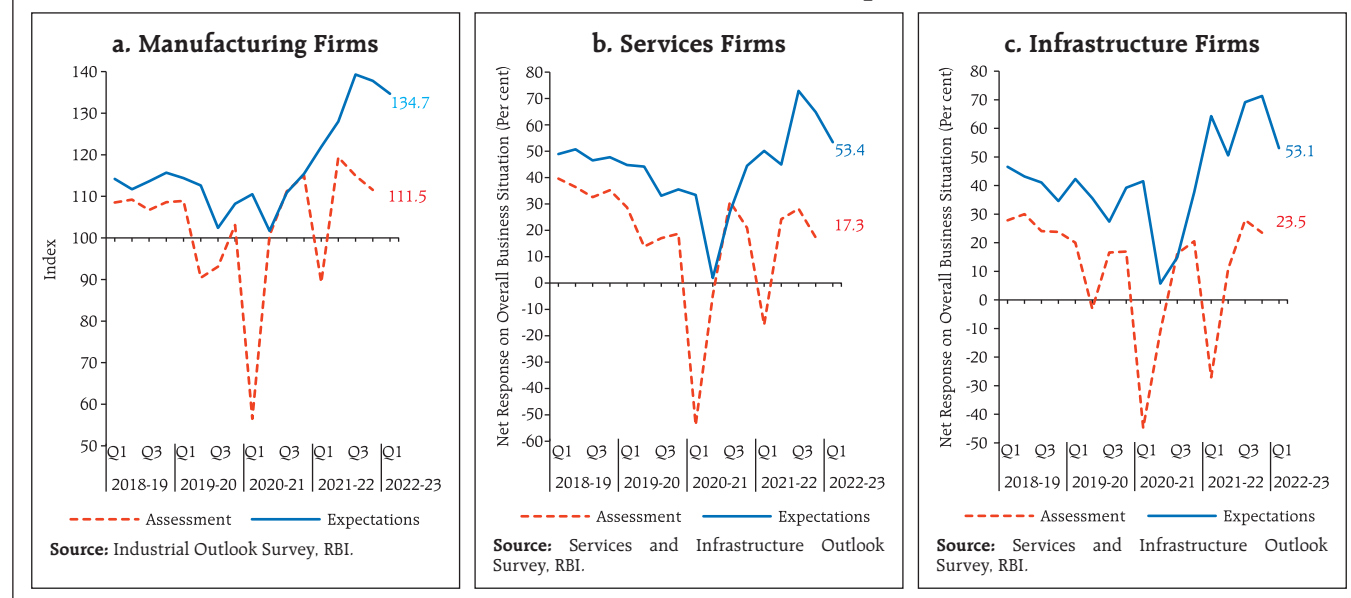 a. Manufacturing Firms
Index
140
130
120
110
100
90
80
70
60
50
134.7
111.5
Q1 Q3 Q1 Q3 Q1 Q3 Q1 Q3 Q1
2018-19 2019-20 2020-21 2021-22 2022-23
Assessment Expectations
Source: Industrial Outlook Survey, RBI.
b. Services Firms
Net Response on Overall Business Situation (Per cent)
80
70
60
50
40
30
20
10
0
-10
-20
-30
-40
-50
-60
53.4
17.3
Q1 Q3 Q1 Q3 Q1 Q3 Q1 Q3 Q1
2018-19 2019-20 2020-21 2021-22 2022-23
Assessment Expectations
Source: Services and Infrastructure Outlook
Survey, RBI.
c. Infrastructure Firms
Net Response on Overall Business Situation (Per cent)
80
70
60
50
40
30
20
10
0
-10
-20
-30
-40
-50
53.1
23.5
Q1 Q3 Q1 Q3 Q1 Q3 Q1 Q3 Q1
2018-19 2019-20 2020-21 2021-22 2022-23
Assessment Expectations
Source: Services and Infrastructure Outlook
Survey, RBI.